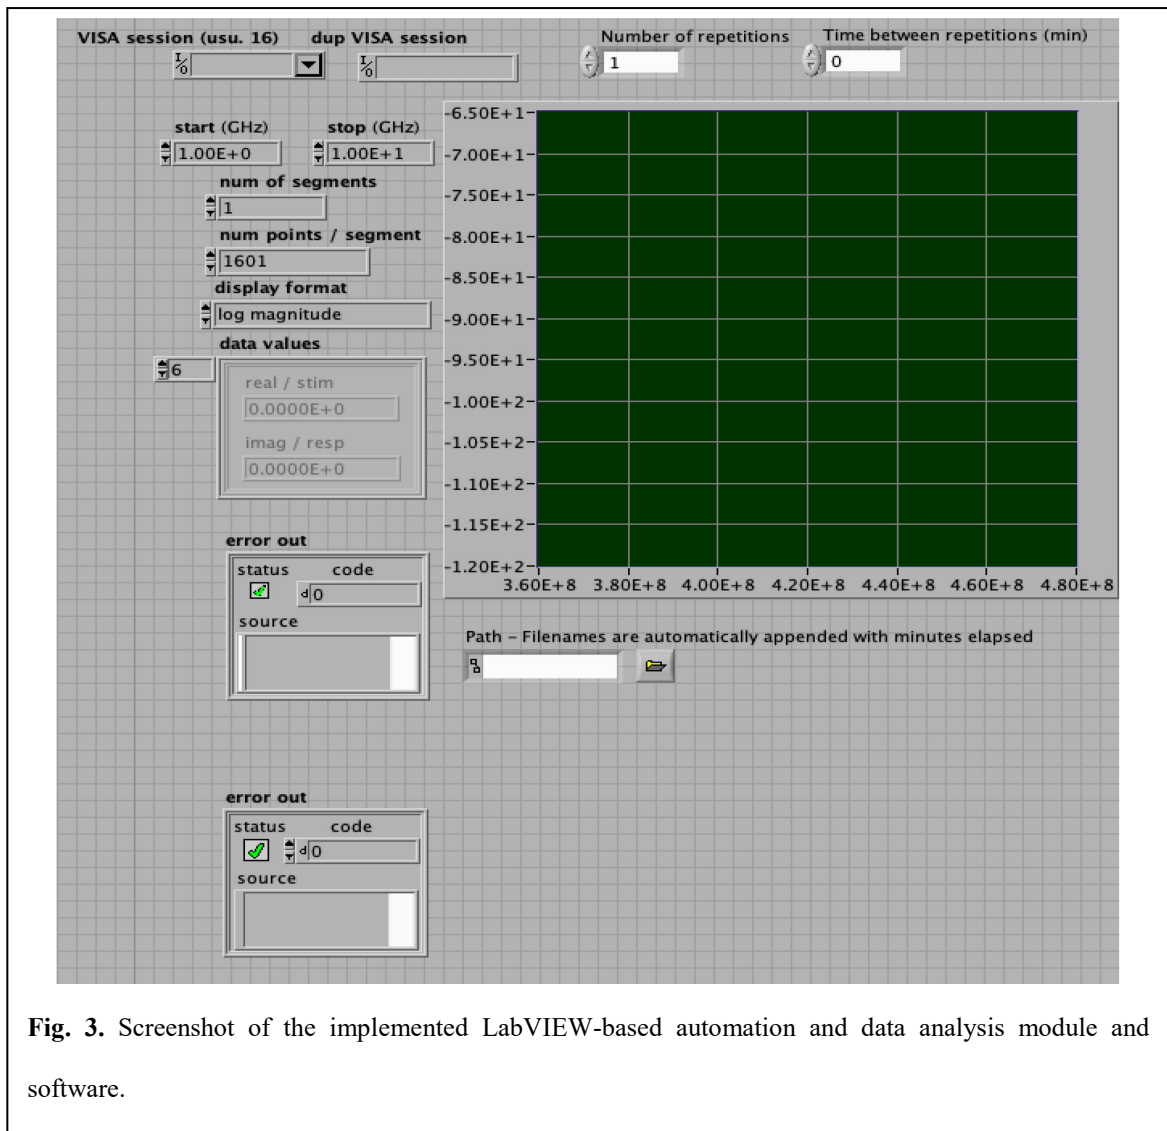 VISA session (usu. 16) dup VISA session Number of repetitions Time between repetitions (min)
1 0
start (GHz) stop (GHz)
1.00E+0 1.00E+1
num of segments
1
num points / segment
1601
display format
log magnitude
data values
6
real / stim
0.0000E+0
imag / resp
0.0000E+0
-6.50E+1
-7.00E+1
-7.50E+1
-8.00E+1
-8.50E+1
-9.00E+1
-9.50E+1
-1.00E+2
-1.05E+2
-1.10E+2
-1.15E+2
-1.20E+2
3.60E+8 3.80E+8 4.00E+8 4.20E+8 4.40E+8 4.60E+8 4.80E+8
error out
status code
d 0
source
Path – Filenames are automatically appended with minutes elapsed
error out
status code
d 0
source
Fig. 3. Screenshot of the implemented LabVIEW-based automation and data analysis module and
software.